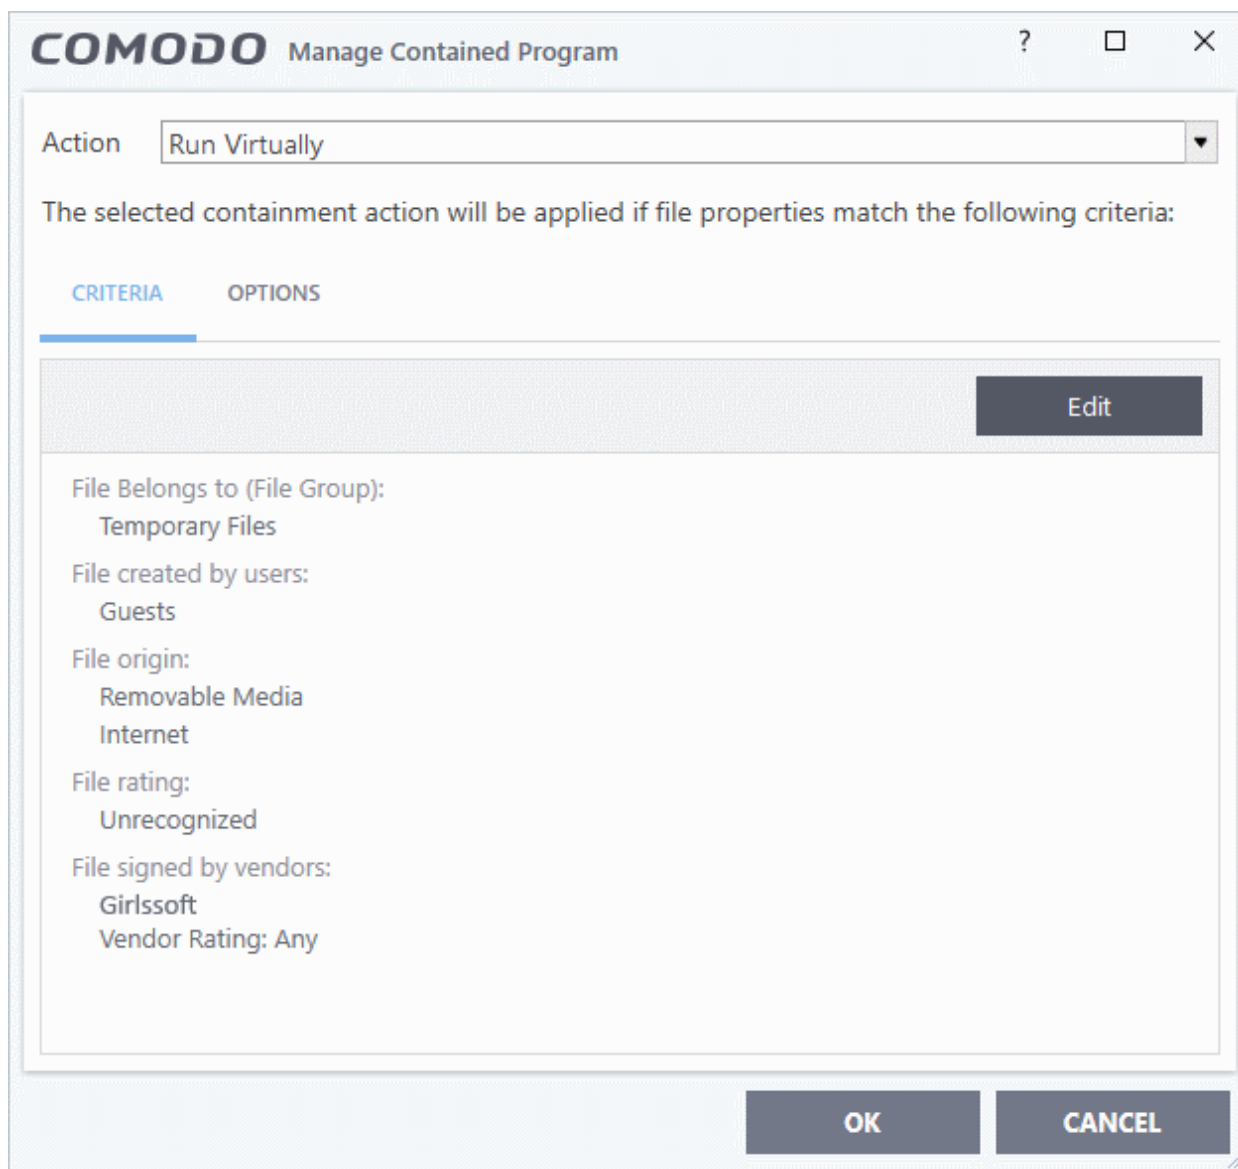 COMODO Manage Contained Program ?
Action Run Virtually
The selected containment action will be applied if file properties match the following criteria:
CRITERIA OPTIONS
Edit
File Belongs to (File Group):
Temporary Files
File created by users:
Guests
File origin:
Removable Media
Internet
File rating:
Unrecognized
File signed by vendors:
Girlssoft
Vendor Rating: Any
OK CANCEL